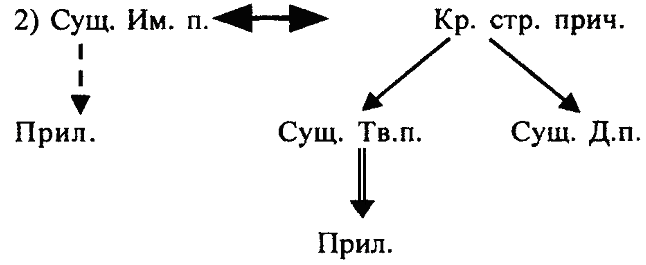 2) Сущ. Им. п. Кр. стр. прич.
Прил. Сущ. Тв.п. Сущ. Д.п.
Прил.